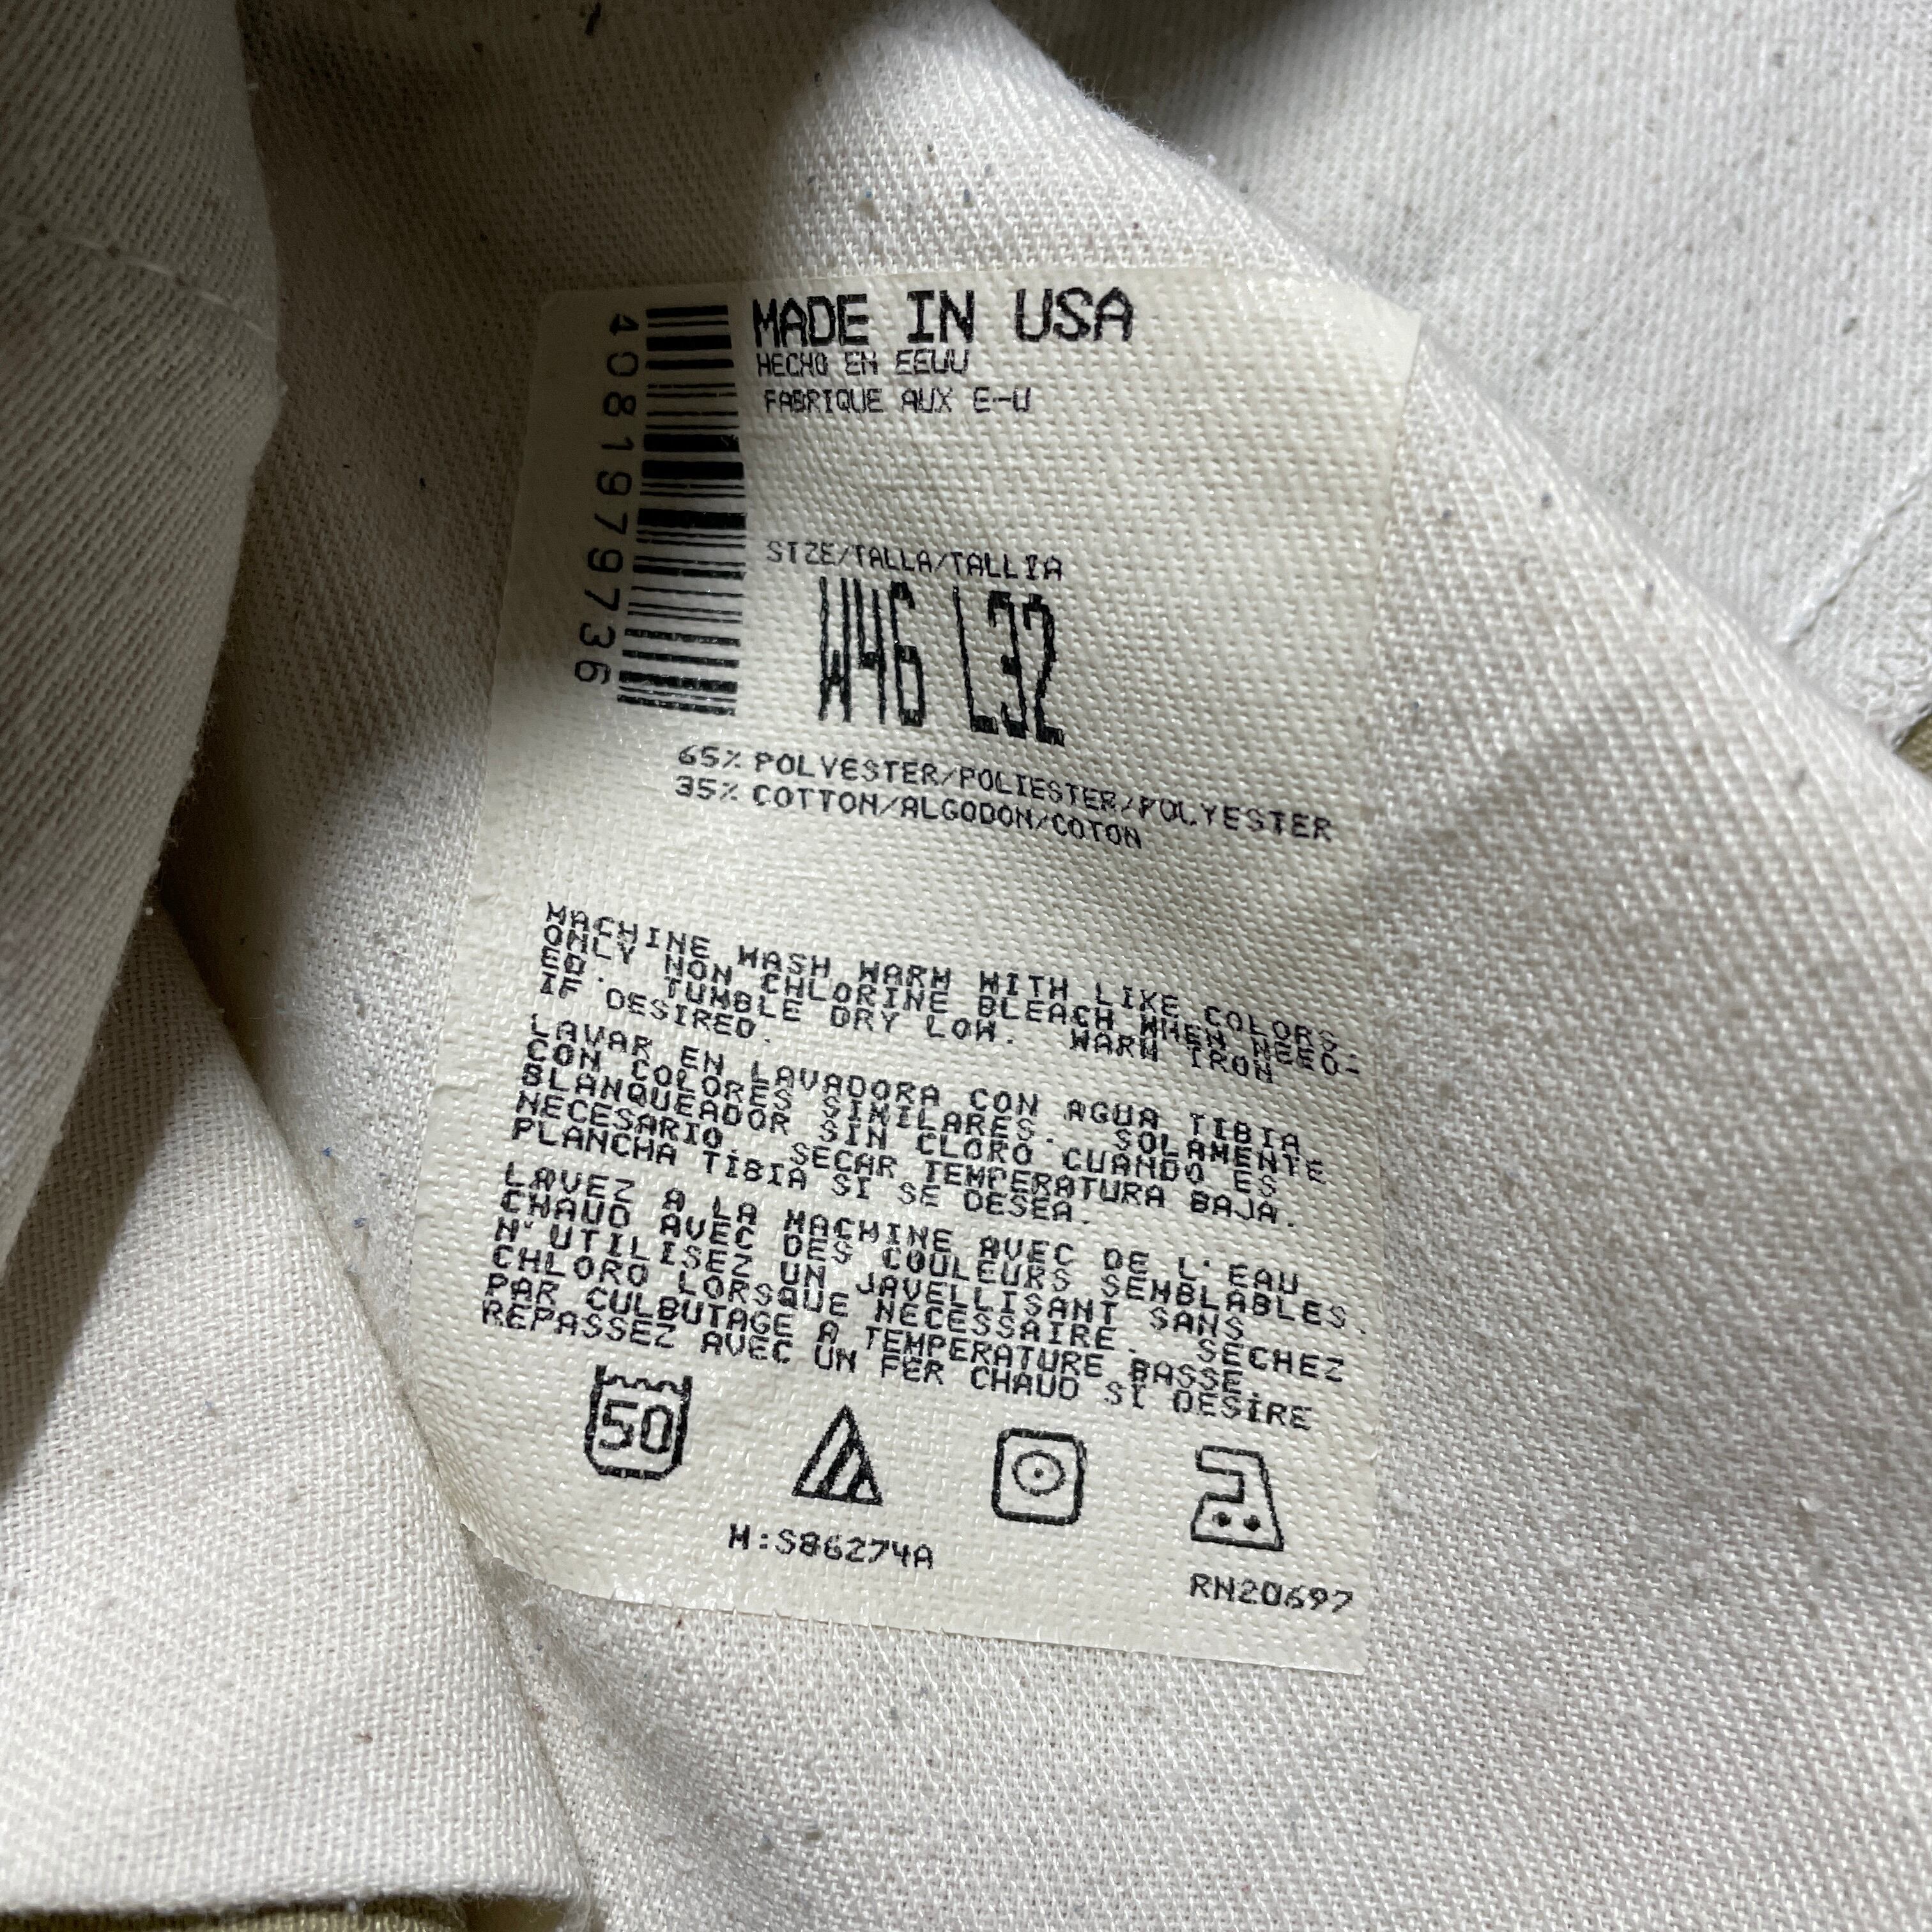 MADE IN USA
HECHO EN EEUU
FABRIQUE AUX E-U
4081979736
SIZE/TALLA/TALLIA
W46 L32
65% POLYESTER/POLIESTER/POLYESTER
35% COTTON/ALGODON/COTON
MACHINE WASH WARM WITH LIKE COLORS.
ONLY NON CHLORINE BLEACH WHEN NEED-
ED. TUMBLE DRY LOW. WARM IRON
IF DESIRED.
LAVAR EN LAVADORA CON AGUA TIBIA
CON COLORES SIMILARES. SOLAMENTE
BLANQUEADOR SIN CLORO CUANDO ES
NECESARIO. SECAR TEMPERATURA BAJA.
PLANCHA TIBIA SI SE DESEA.
LAVEZ A LA MACHINE AVEC DE L'EAU
CHAUD AVEC DES COULEURS SEMBLABLES.
N'UTILISEZ UN JAVELLISANT SANS
CHLORO LORSQUE NECESSAIRE. SECHEZ
PAR CULBUTAGE A TEMPERATURE BASSE.
REPASSEZ AVEC UN FER CHAUD SI DESIRE
50
M:S86274A
RN20697